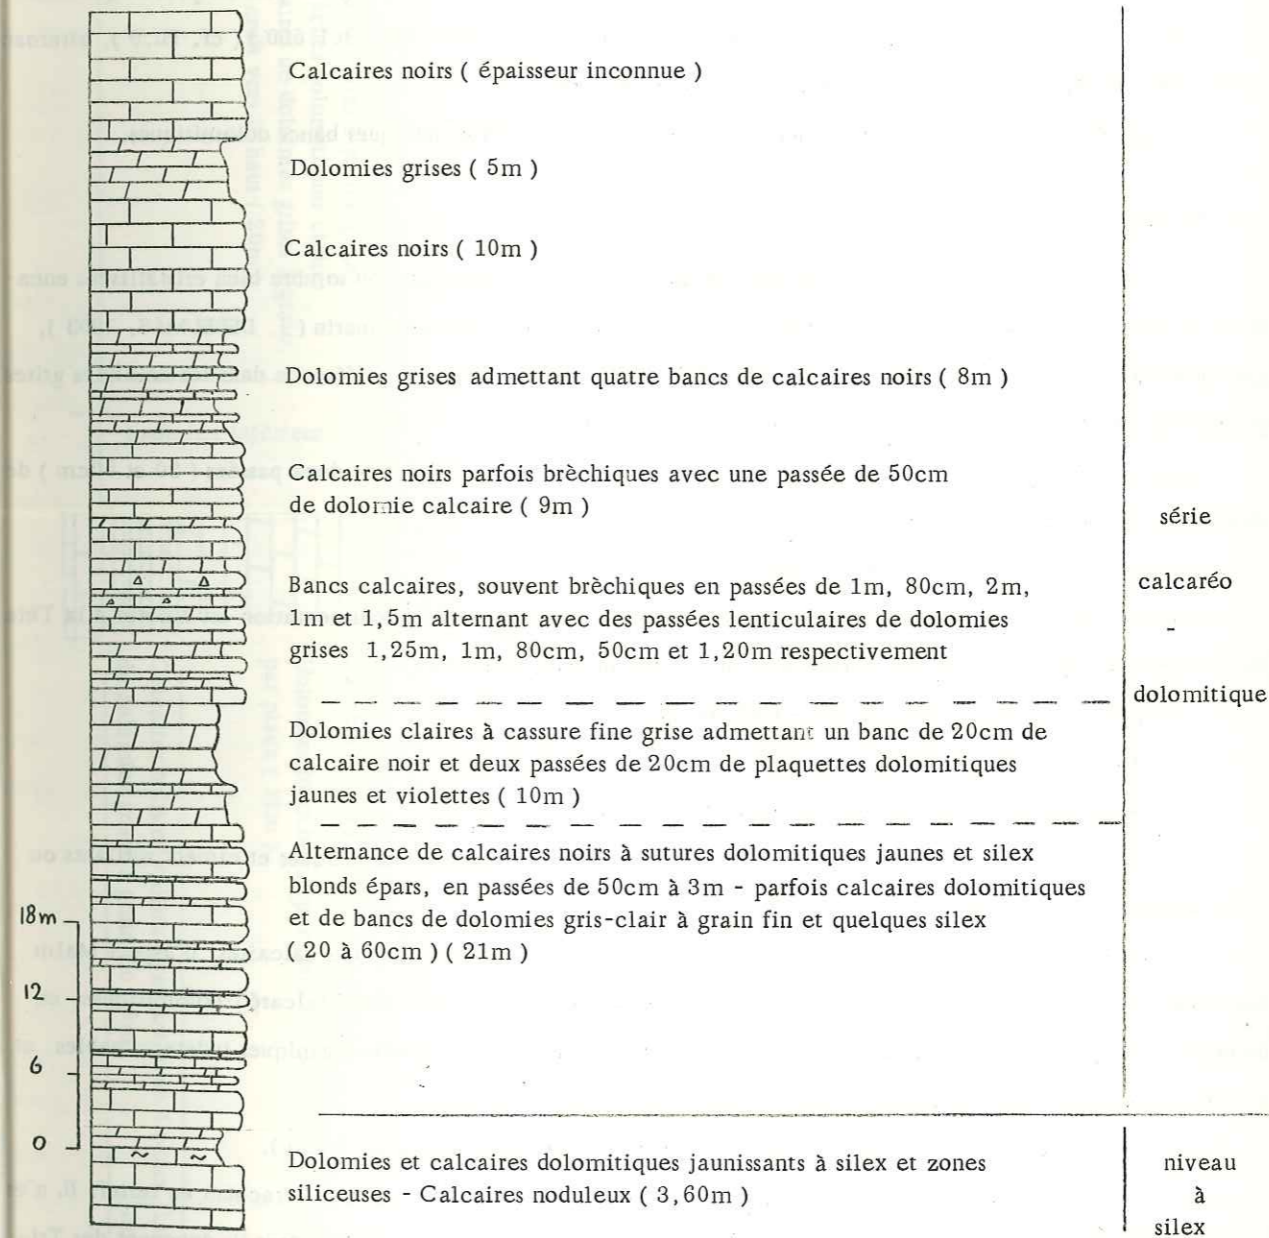 Calcaires noirs ( épaisseur inconnue )
Dolomies grises ( 5m )
Calcaires noirs ( 10m )
Dolomies grises admettant quatre bancs de calcaires noirs ( 8m )
Calcaires noirs parfois brèchiques avec une passée de 50cm
de dolomie calcaire ( 9m )
Bancs calcaires, souvent brèchiques en passées de 1m, 80cm, 2m,
1m et 1,5m alternant avec des passées lenticulaires de dolomies
grises 1,25m, 1m, 80cm, 50cm et 1,20m respectivement
série
calcaréo
-
dolomitique
Dolomies claires à cassure fine grise admettant un banc de 20cm de
calcaire noir et deux passées de 20cm de plaquettes dolomitiques
jaunes et violettes ( 10m )
Alternance de calcaires noirs à sutures dolomitiques jaunes et silex
blonds épars, en passées de 50cm à 3m - parfois calcaires dolomitiques
et de bancs de dolomies gris-clair à grain fin et quelques silex
( 20 à 60cm ) ( 21m )
18m
12
6
0
Dolomies et calcaires dolomitiques jaunissants à silex et zones
siliceuses - Calcaires noduleux ( 3,60m )
niveau
à
silex